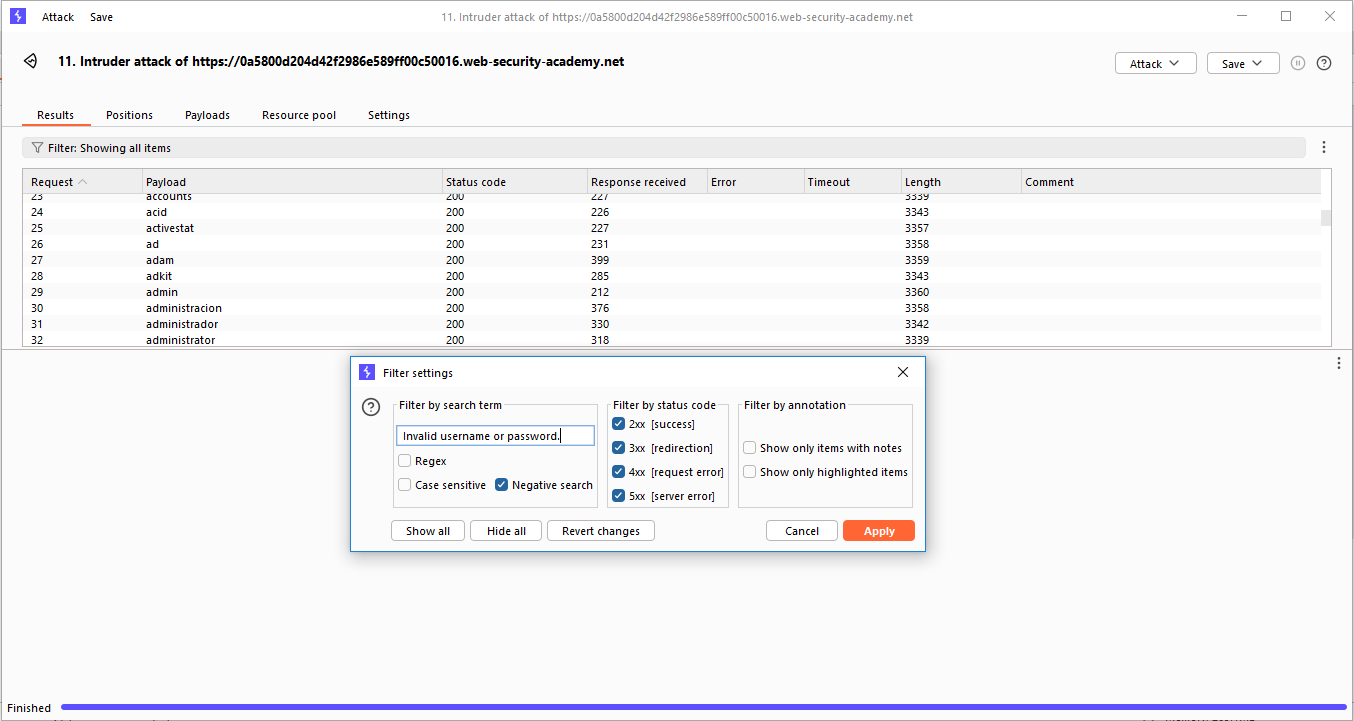 Attack Save 11. Intruder attack of https://0a5800d204d42f2986e589ff00c50016.web-security-academy.net
11. Intruder attack of https://0a5800d204d42f2986e589ff00c50016.web-security-academy.net Attack Save
Results Positions Payloads Resource pool Settings
Filter: Showing all items
Request Payload Status code Response received Error Timeout Length Comment
23 accounts 200 227 3339
24 acid 200 226 3343
25 activestat 200 227 3357
26 ad 200 231 3358
27 adam 200 399 3359
28 adkit 200 285 3343
29 admin 200 212 3360
30 administracion 200 376 3358
31 administrador 200 330 3342
32 administrator 200 318 3339
Filter settings
Filter by search term
Invalid username or password.
Regex
Case sensitive Negative search
Filter by status code
2xx [success]
3xx [redirection]
4xx [request error]
5xx [server error]
Filter by annotation
Show only items with notes
Show only highlighted items
Show all Hide all Revert changes Cancel Apply
Finished